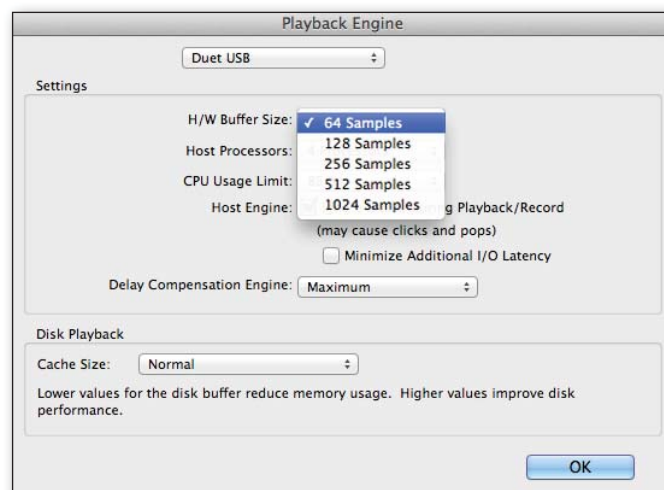 Playback Engine
Duet USB
Settings
H/W Buffer Size:
✓ 64 Samples
128 Samples
Host Processors:
256 Samples
CPU Usage Limit:
512 Samples
1024 Samples
Host Engine:
g Playback/Record
(may cause clicks and pops)
Minimize Additional I/O Latency
Delay Compensation Engine: Maximum
Disk Playback
Cache Size: Normal
Lower values for the disk buffer reduce memory usage. Higher values improve disk
performance.
OK